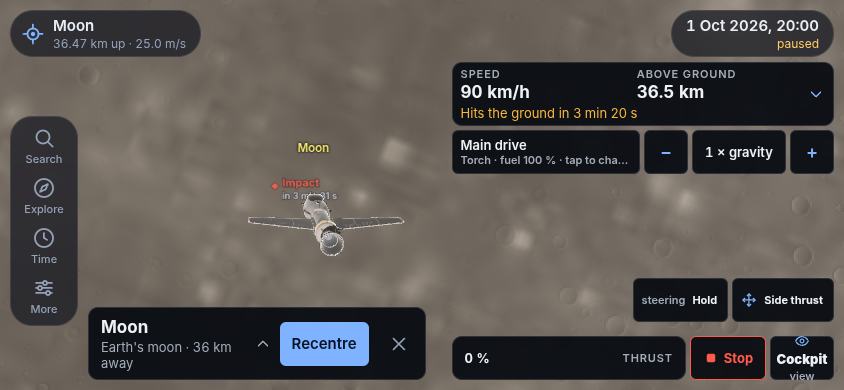 Moon
36.47 km up · 25.0 m/s
1 Oct 2026, 20:00
paused
SPEED
ABOVE GROUND
90 km/h
36.5 km
Hits the ground in 3 min 20 s
Main drive
Torch · fuel 100 % · tap to cha...
−
1 × gravity
+
Search
Explore
Time
More
Moon
Impact
in 3 m 21 s
steering Hold
Side thrust
Moon
Earth's moon · 36 km
away
Recentre
0 %
THRUST
Stop
Cockpit
view